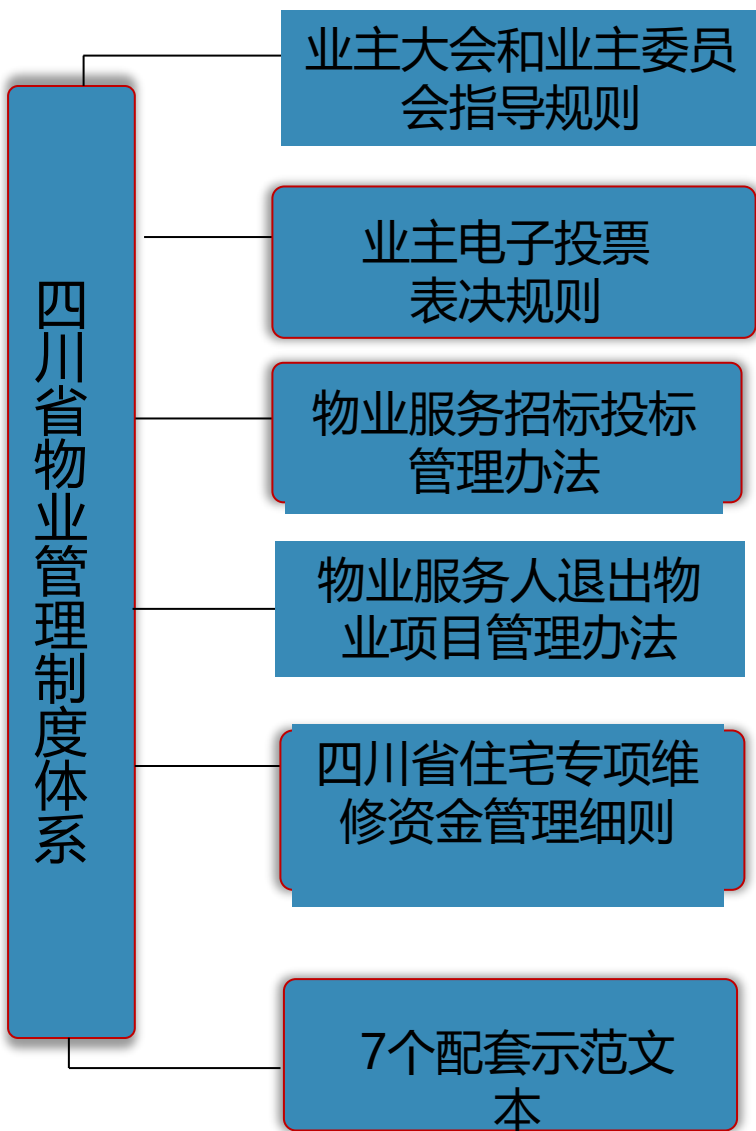 四川省物业管理制度体系
业主大会和业主委员
会指导规则
业主电子投票
表决规则
物业服务招标投标
管理办法
物业服务人退出物
业项目管理办法
四川省住宅专项维
修资金管理细则
7个配套示范文
本